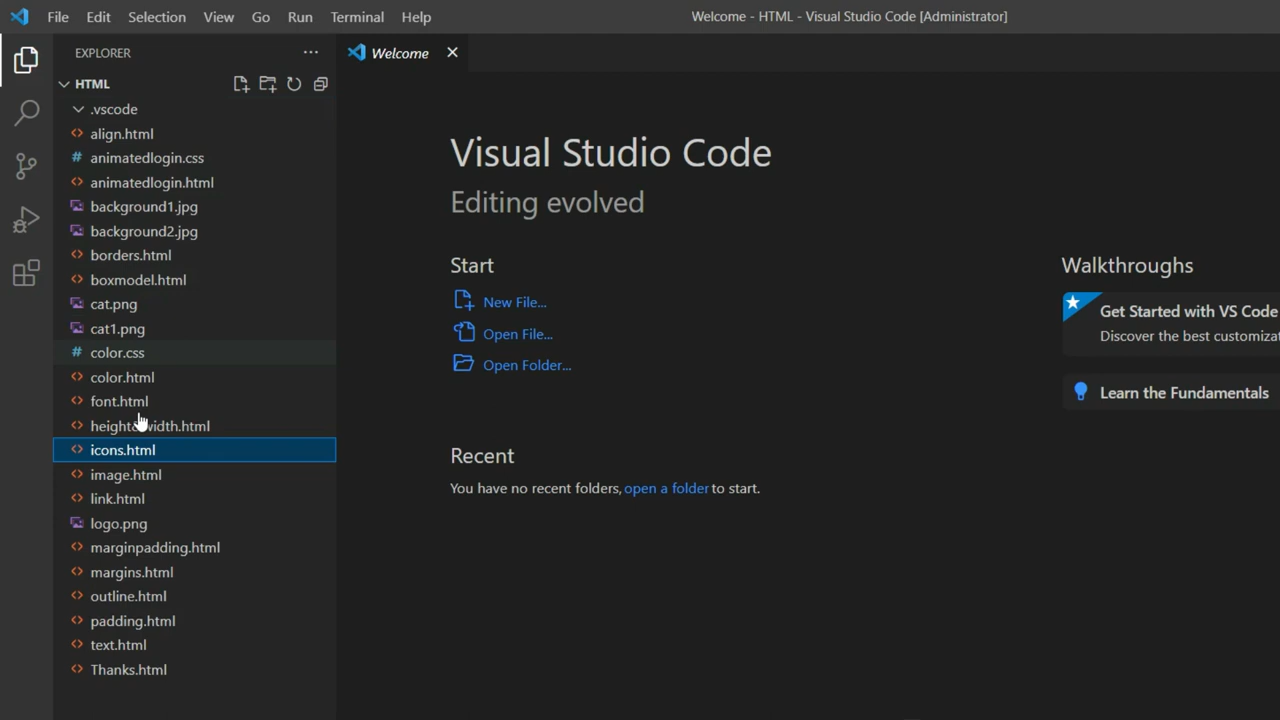 File Edit Selection View Go Run Terminal Help
Welcome - HTML - Visual Studio Code [Administrator]
EXPLORER
Welcome
HTML
.vscode
align.html
# animatedlogin.css
animatedlogin.html
background1.jpg
background2.jpg
borders.html
boxmodel.html
cat.png
cat1.png
# color.css
color.html
font.html
icons.html
image.html
link.html
logo.png
marginpadding.html
margins.html
outline.html
padding.html
text.html
Thanks.html
Visual Studio Code
Editing evolved
Start
New File...
Open File...
Open Folder...
Recent
You have no recent folders, open a folder to start.
Walkthroughs
Get Started with VS Code
Discover the best
Learn the Fundamentals